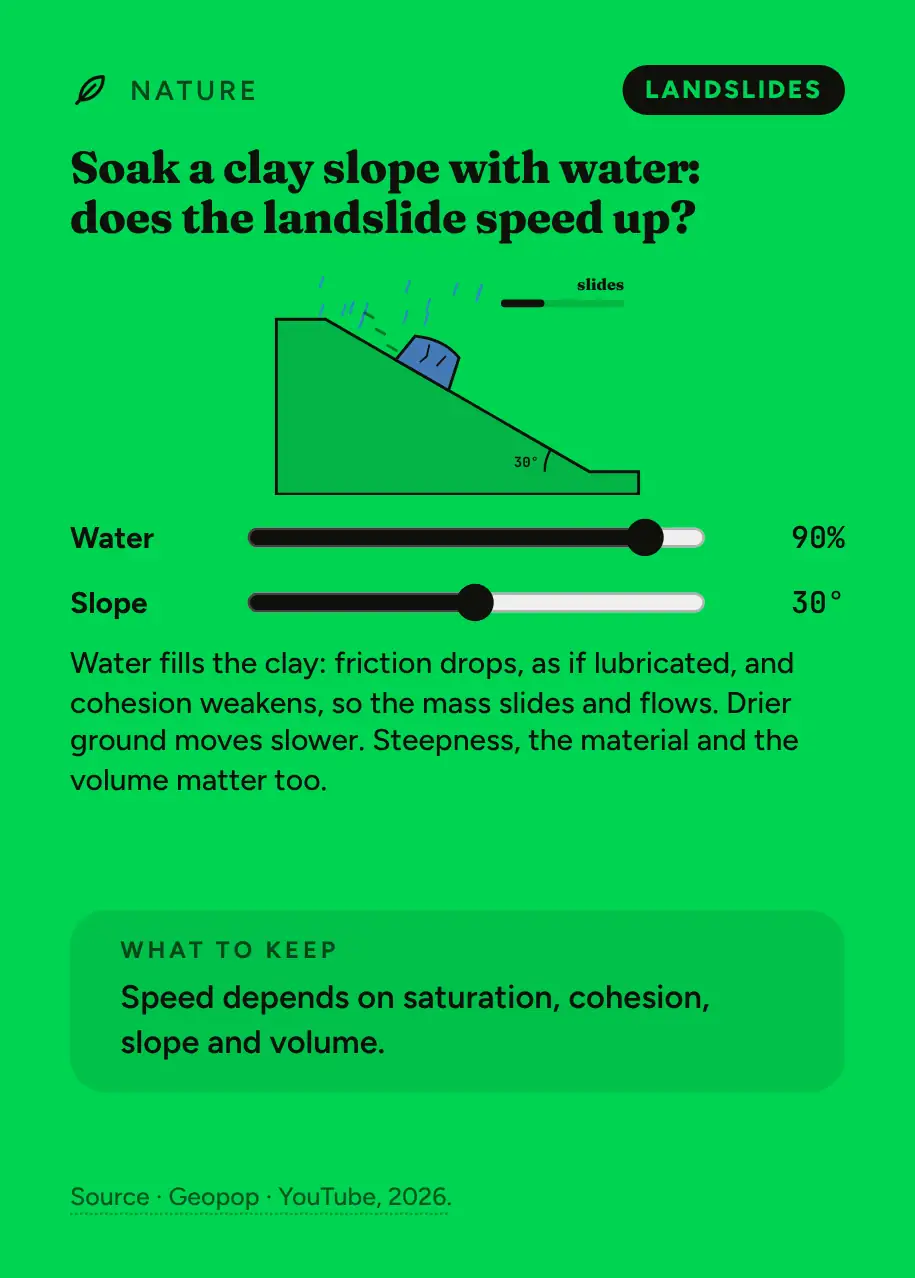 NATURE
LANDSLIDES
Soak a clay slope with water:
does the landslide speed up?
slides
30°
Water
90%
Slope
30°
Water fills the clay: friction drops, as if lubricated, and
cohesion weakens, so the mass slides and flows. Drier
ground moves slower. Steepness, the material and the
volume matter too.
WHAT TO KEEP
Speed depends on saturation, cohesion,
slope and volume.
Source · Geopop · YouTube, 2026.